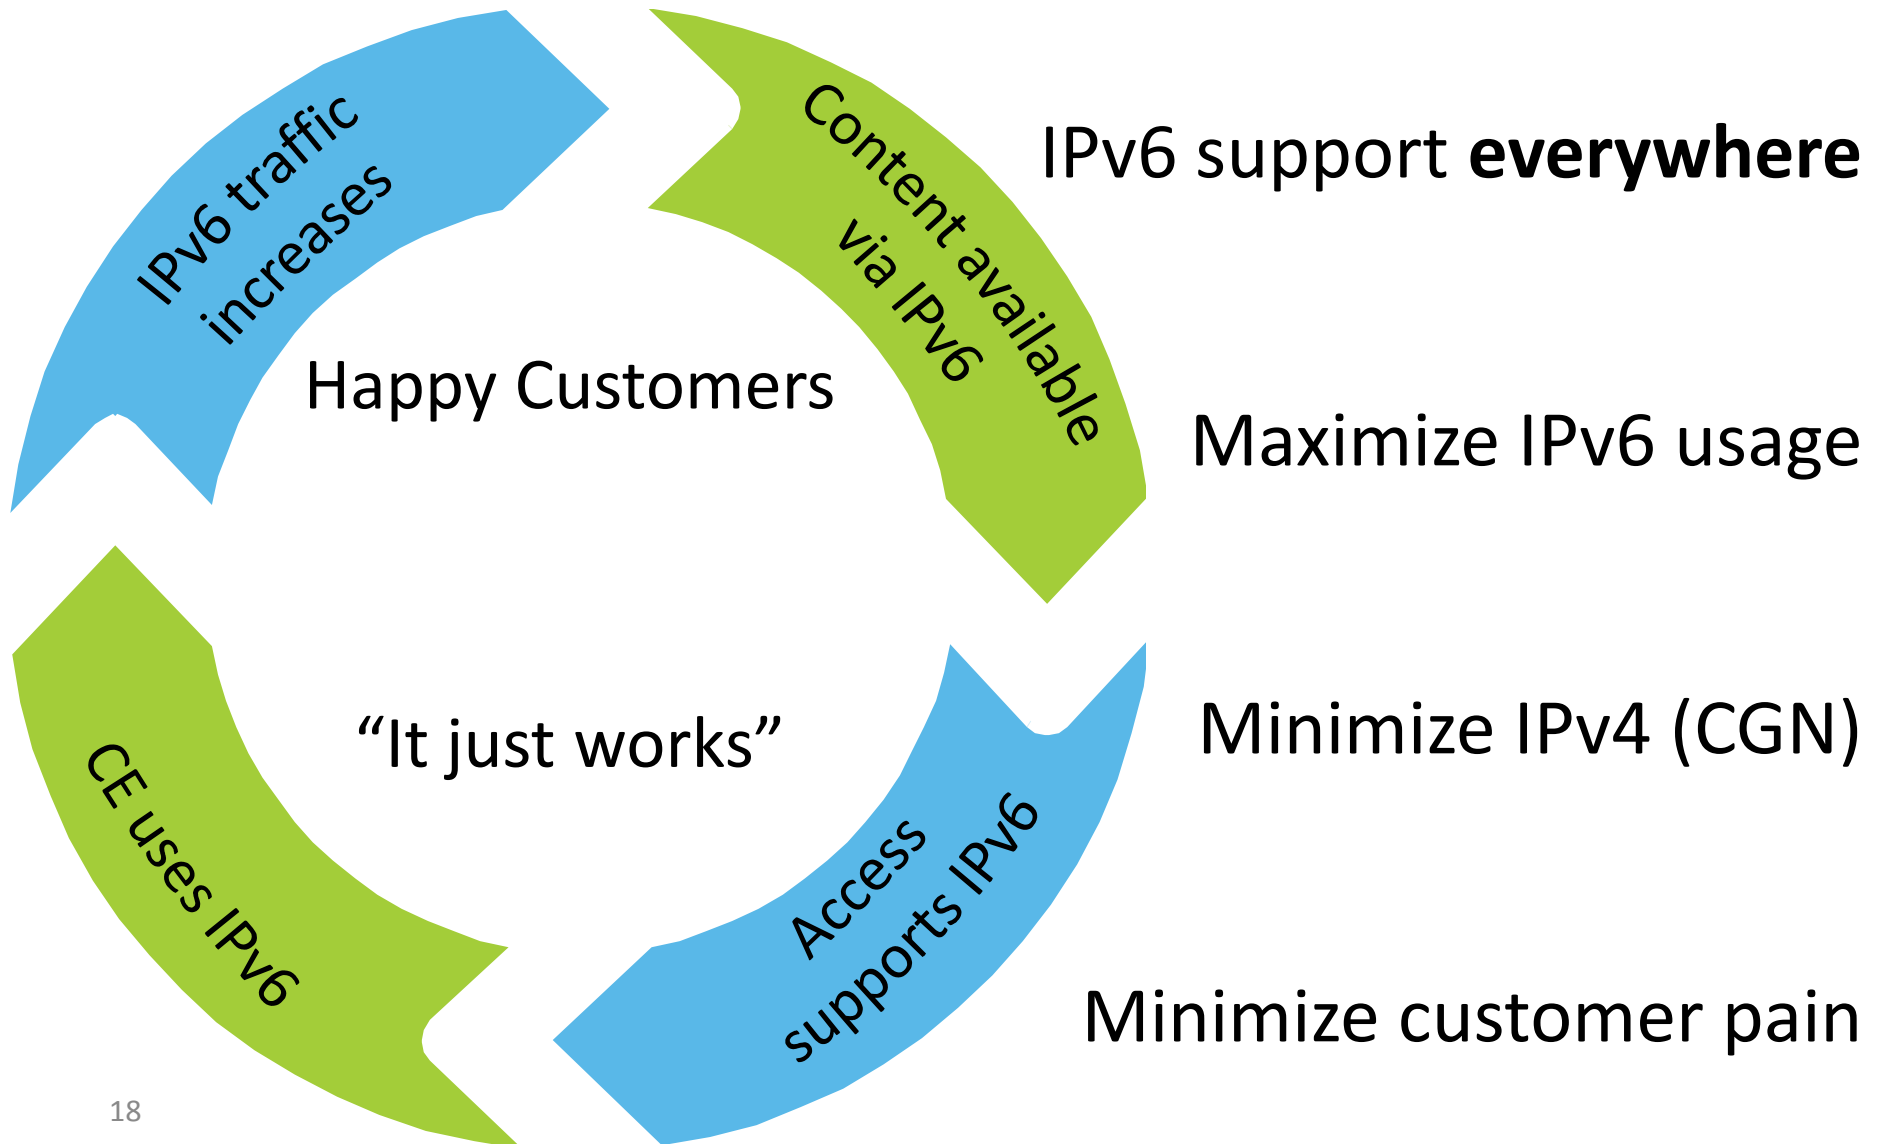 IPv6 traffic
increases
Content available
via IPv6
Access
supports IPv6
CE uses IPv6
Happy Customers
“It just works”
IPv6 support everywhere
Maximize IPv6 usage
Minimize IPv4 (CGN)
Minimize customer pain
18